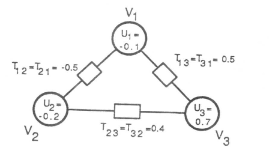 V1
U1=
-0.1
T12=T21= -0.5
T13=T31= 0.5
U2=
-0.2
U3=
0.7
V2
T23=T32=0.4
V3